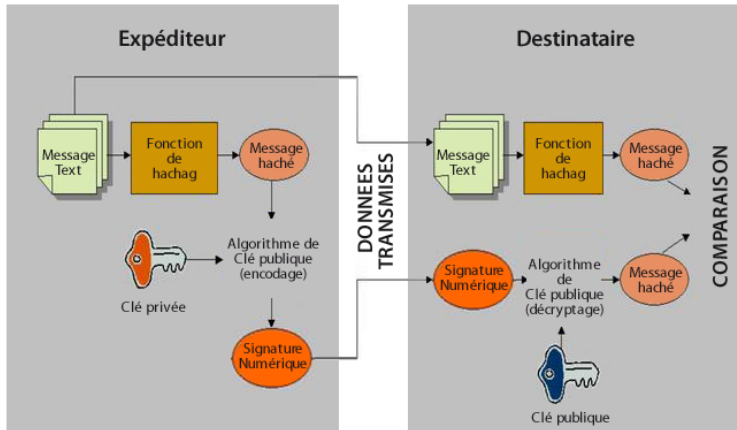 Expéditeur
Message
Text
Fonction
de
hachag
Message
haché
Algorithme de
Clé publique
(encodage)
Clé privée
Signature
Numérique
DONNEES
TRANSMISES
Destinataire
Message
Text
Fonction
de
hachag
Message
haché
Signature
Numérique
Algorithme
de
Clé publique
(décryptage)
Message
haché
Clé publique
COMPARAISON